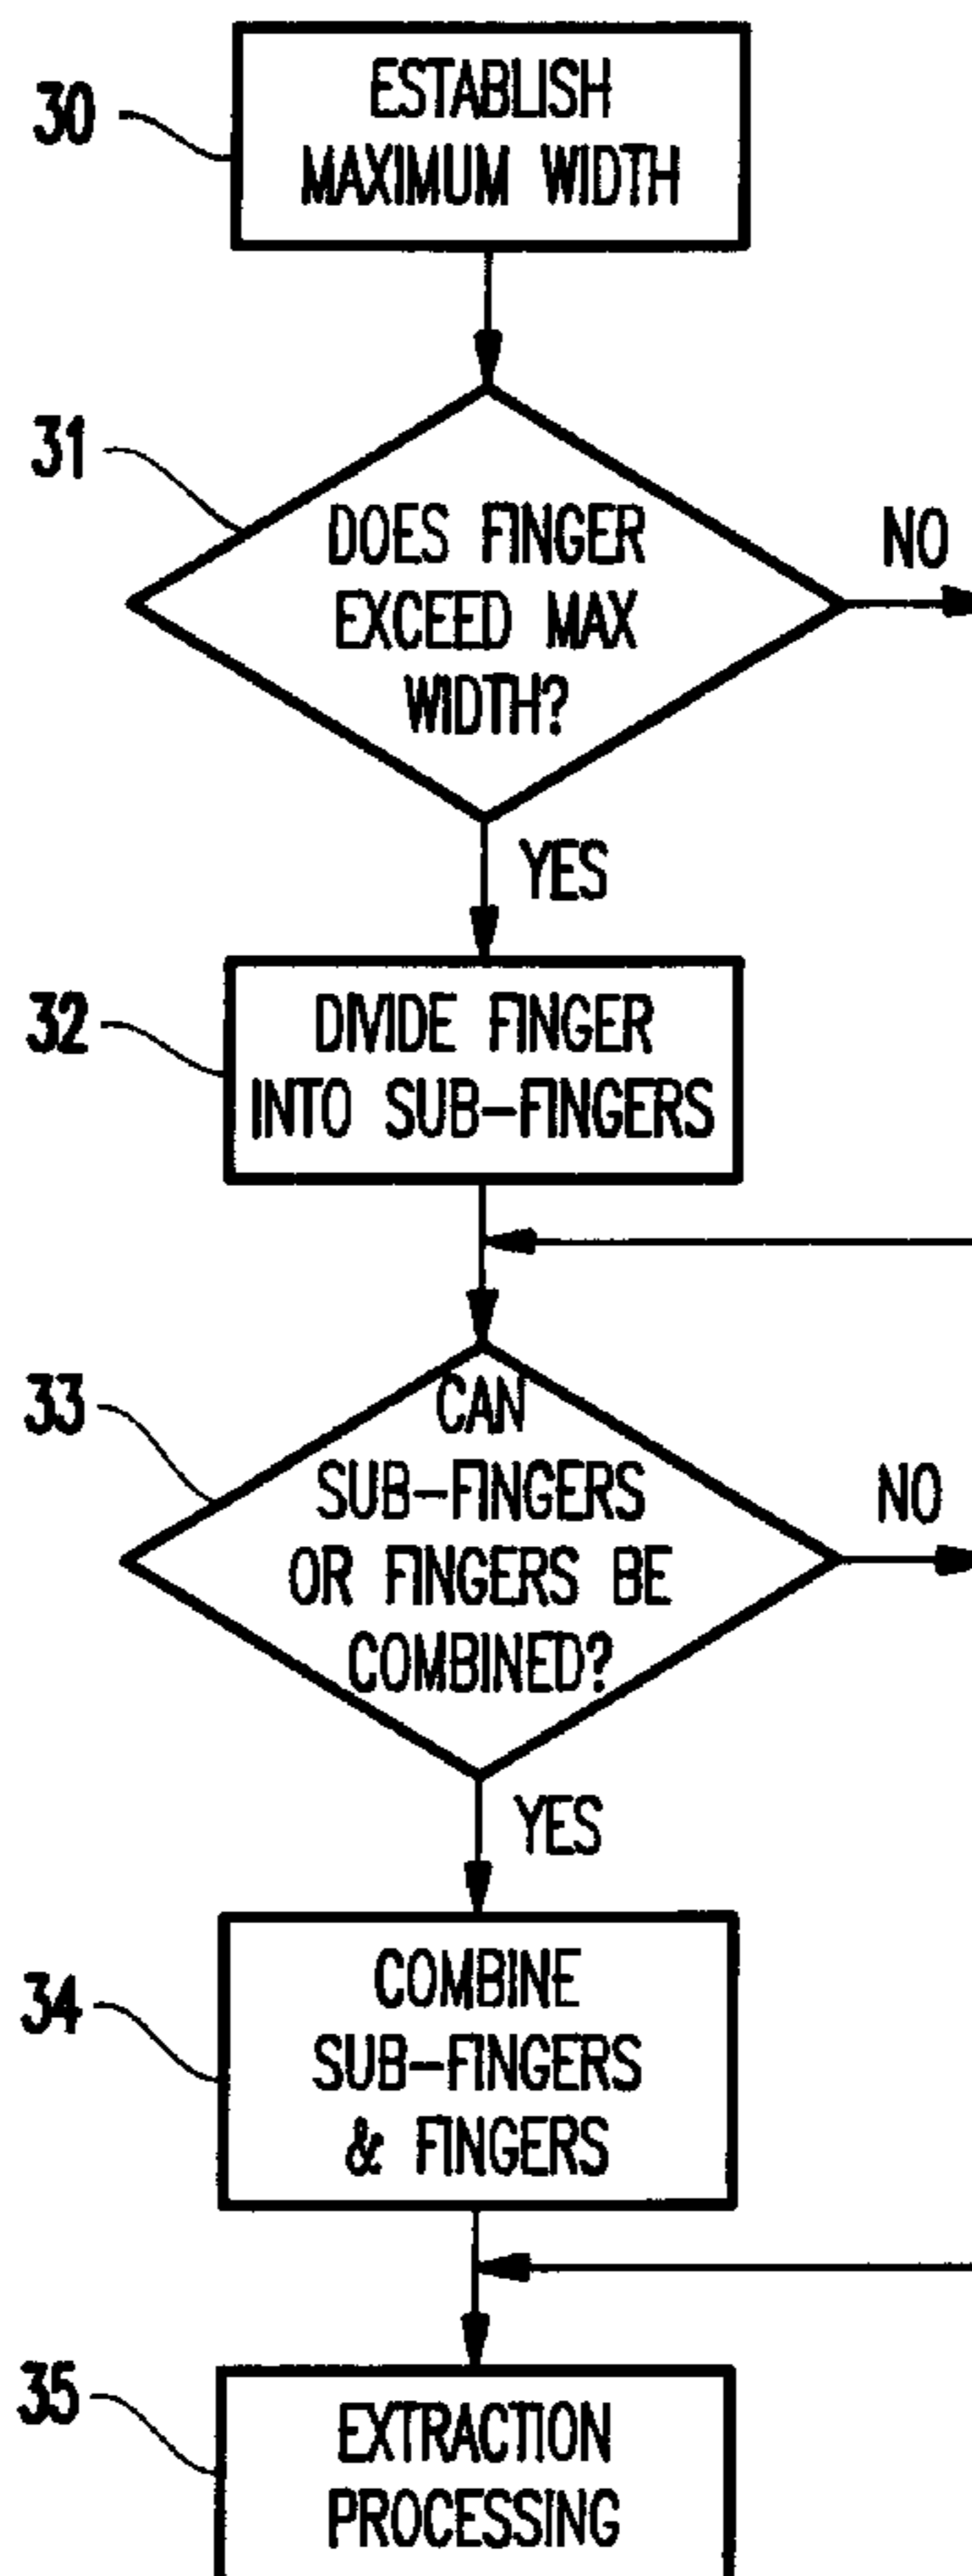 30
ESTABLISH
MAXIMUM WIDTH
31
DOES FINGER
EXCEED MAX
WIDTH?
NO
YES
32
DIVIDE FINGER
INTO SUB-FINGERS
33
CAN
SUB-FINGERS
OR FINGERS BE
COMBINED?
NO
YES
34
COMBINE
SUB-FINGERS
& FINGERS
35
EXTRACTION
PROCESSING